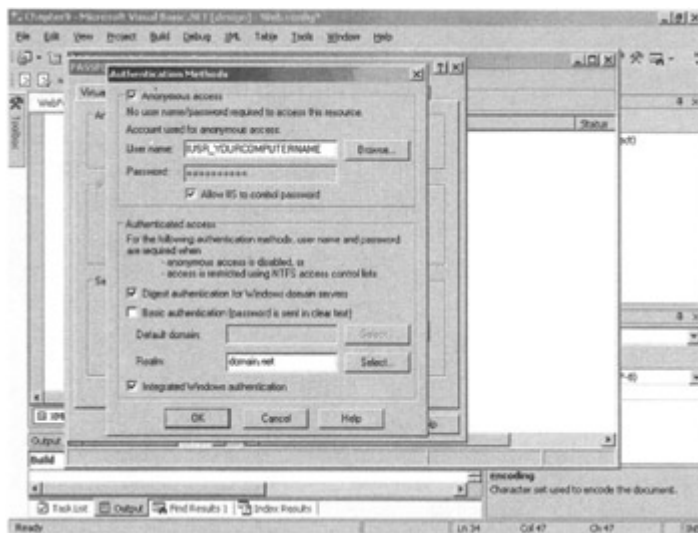 Chapter9 - Microsoft Visual Basic .NET [design] - Web.config*
File Edit View Project Build Debug XML Table Tools Window Help
Authentication Methods
Anonymous access
No user name/password required to access this resource.
Account used for anonymous access:
User name: IUSR_YOURCOMPUTERNAME Browse...
Password: **********
Allow IIS to control password
Authenticated access
For the following authentication methods, user name and password
are required when
- anonymous access is disabled, or
- access is restricted using NTFS access control lists
Digest authentication for Windows domain servers
Basic authentication (password is sent in clear text)
Default domain: Select...
Realm: domain.net Select...
Integrated Windows authentication
OK Cancel Help
Toolbox
Status
Output
Build
Task List Output Find Results 1 Index Results
encoding
Character set used to encode the document.
Ready Ln 34 Col 47 Ch 47